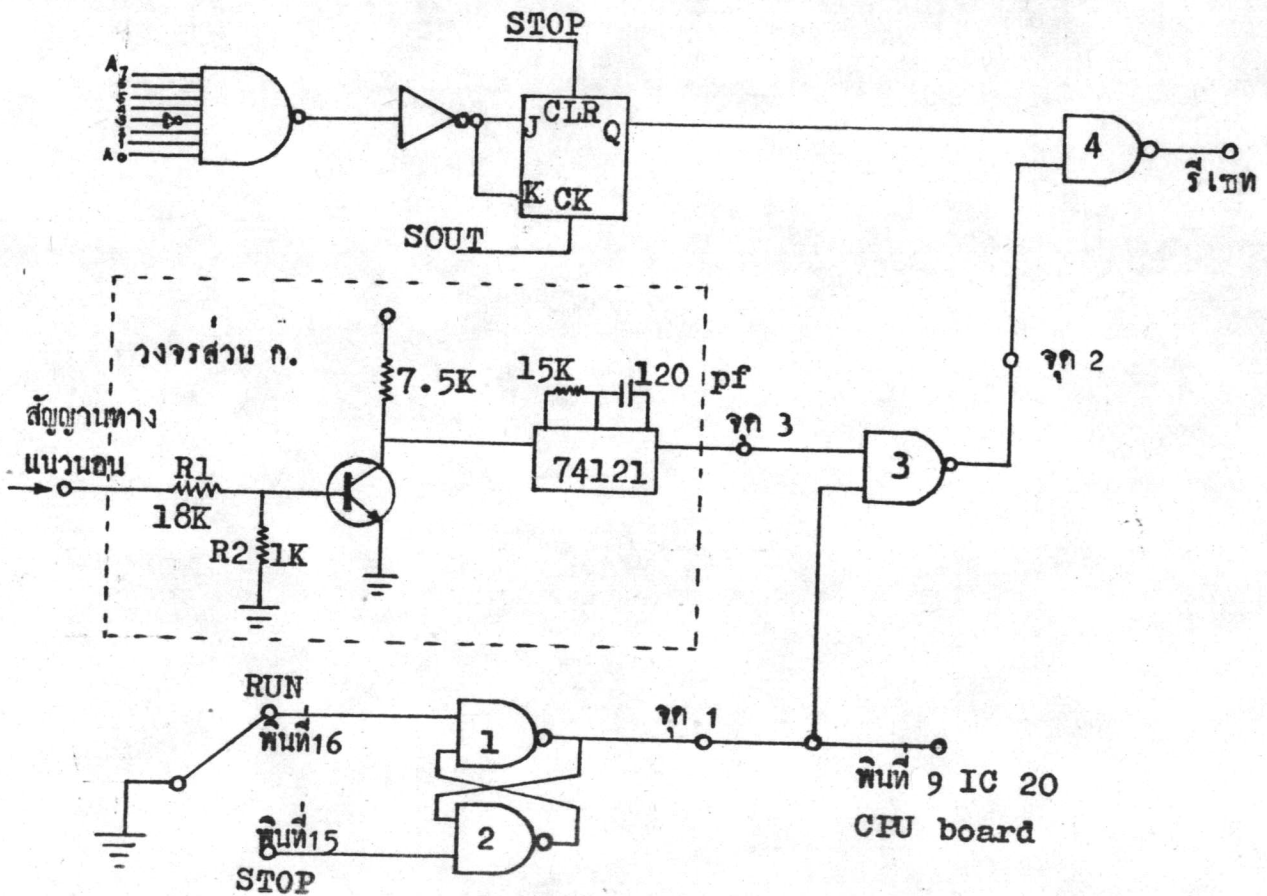 STOP
A 7
A 0
J CLR Q
K CK
SOUT
4
รีเซท
วงจรส่วน ก.
7.5K
15K
120 pf
จุด 2
สัญญานทาง
แนวนอน
R1
18K
R2 1K
74121
จุด 3
3
RUN
พินที่16
1
จุด 1
พินที่ 9 IC 20
CPU board
2
พินที่15
STOP